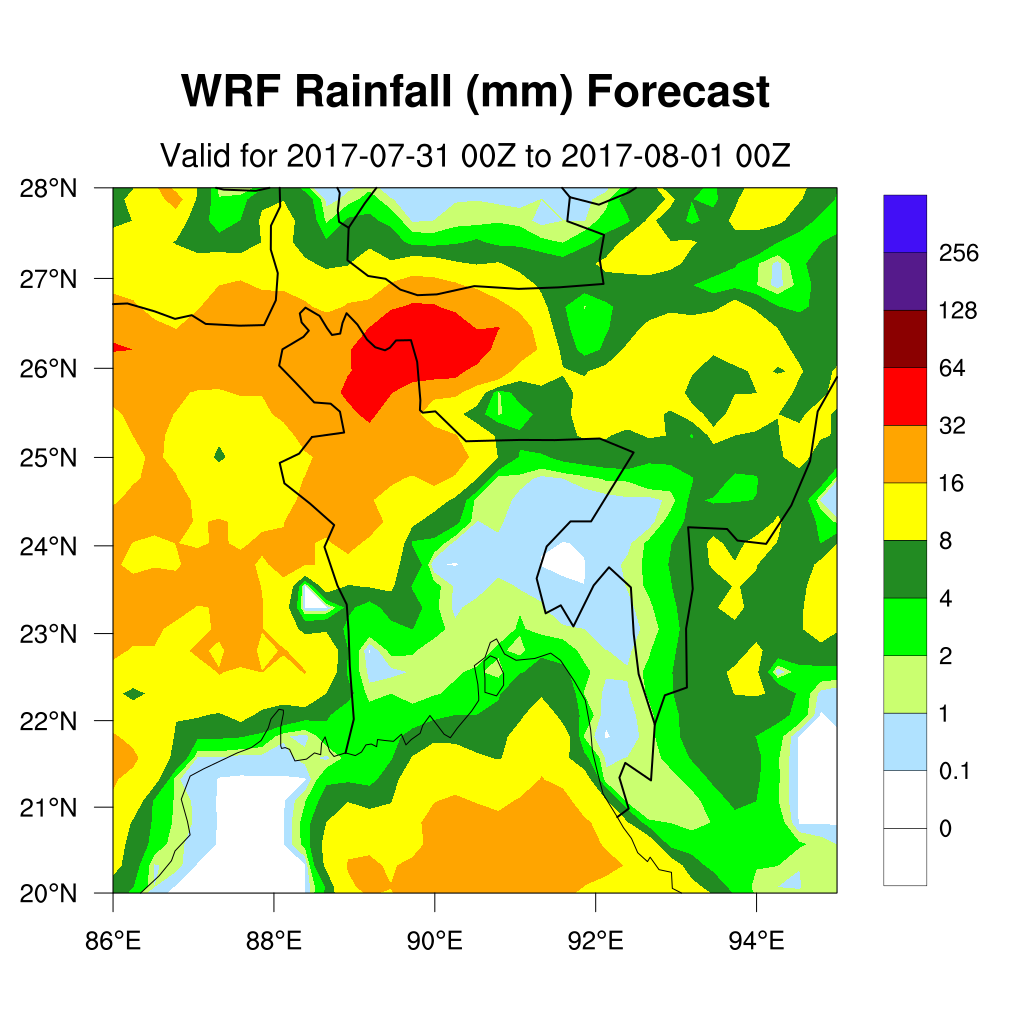 WRF Rainfall (mm) Forecast
Valid for 2017-07-31 00Z to 2017-08-01 00Z
28°N
27°N
26°N
25°N
24°N
23°N
22°N
21°N
20°N
86°E 88°E 90°E 92°E 94°E
256
128
64
32
16
8
4
2
1
0.1
0